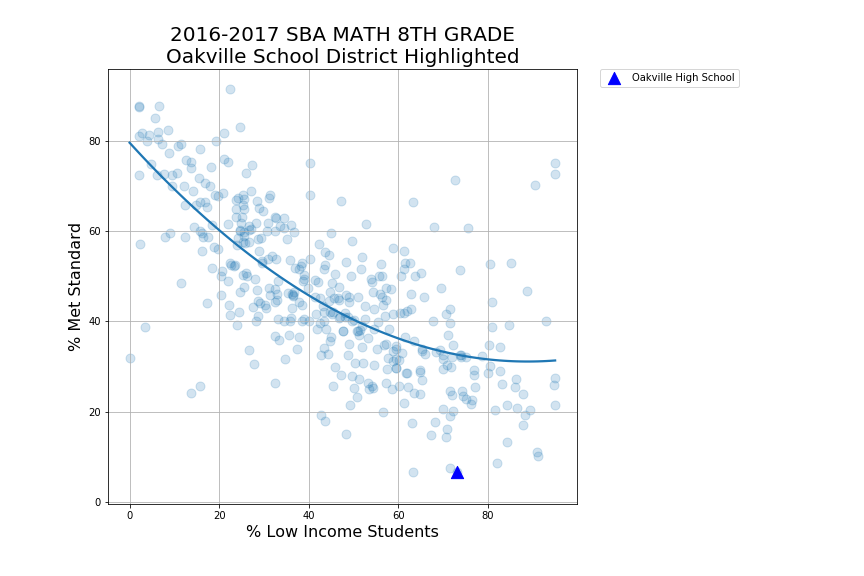 2016-2017 SBA MATH 8TH GRADE
Oakville School District Highlighted
Oakville High School
% Met Standard
80
60
40
20
0
0 20 40 60 80
% Low Income Students